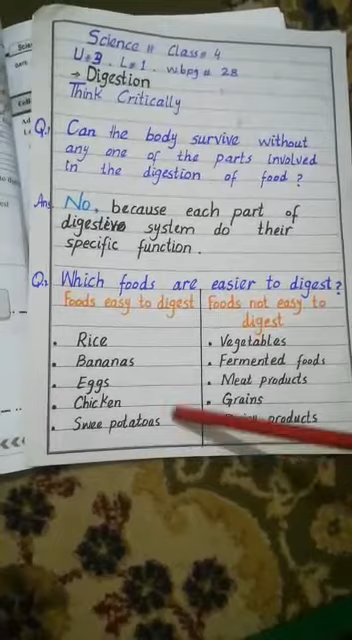 Science # Class= 4
U=3. L=1. wbpg # 28
→ Digestion
Think Critically
Q: Can the body survive without
any one of the parts involved
in the digestion of food?
Ans No, because each part of
digesteve system do their
specific function.
Q2 Which foods are easier to digest?
Foods easy to digest
Foods not easy to
digest
• Rice
• Vegetables
• Bananas
• Fermented foods
• Eggs
• Meat products
• Chicken
• Grains
• Swee potatoas
products